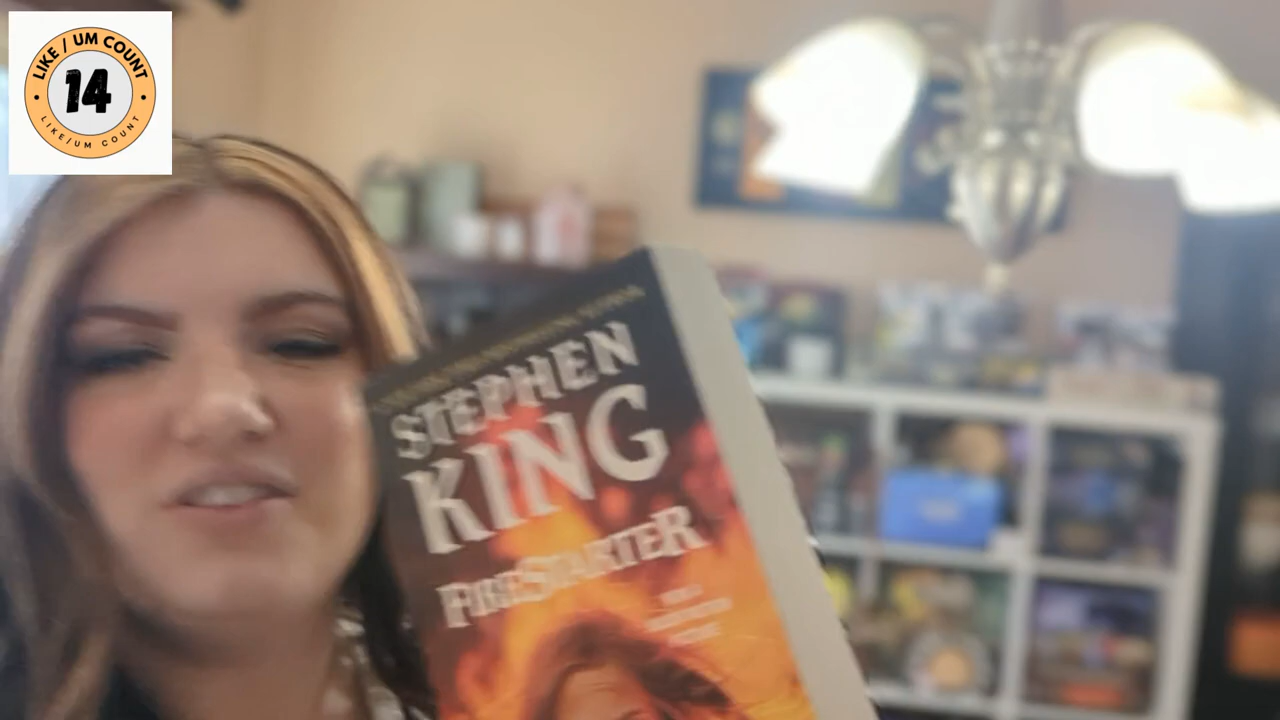 LIKE / UM COUNT
14
LIKE/UM COUNT
STEPHEN
KING
FIRESTARTER